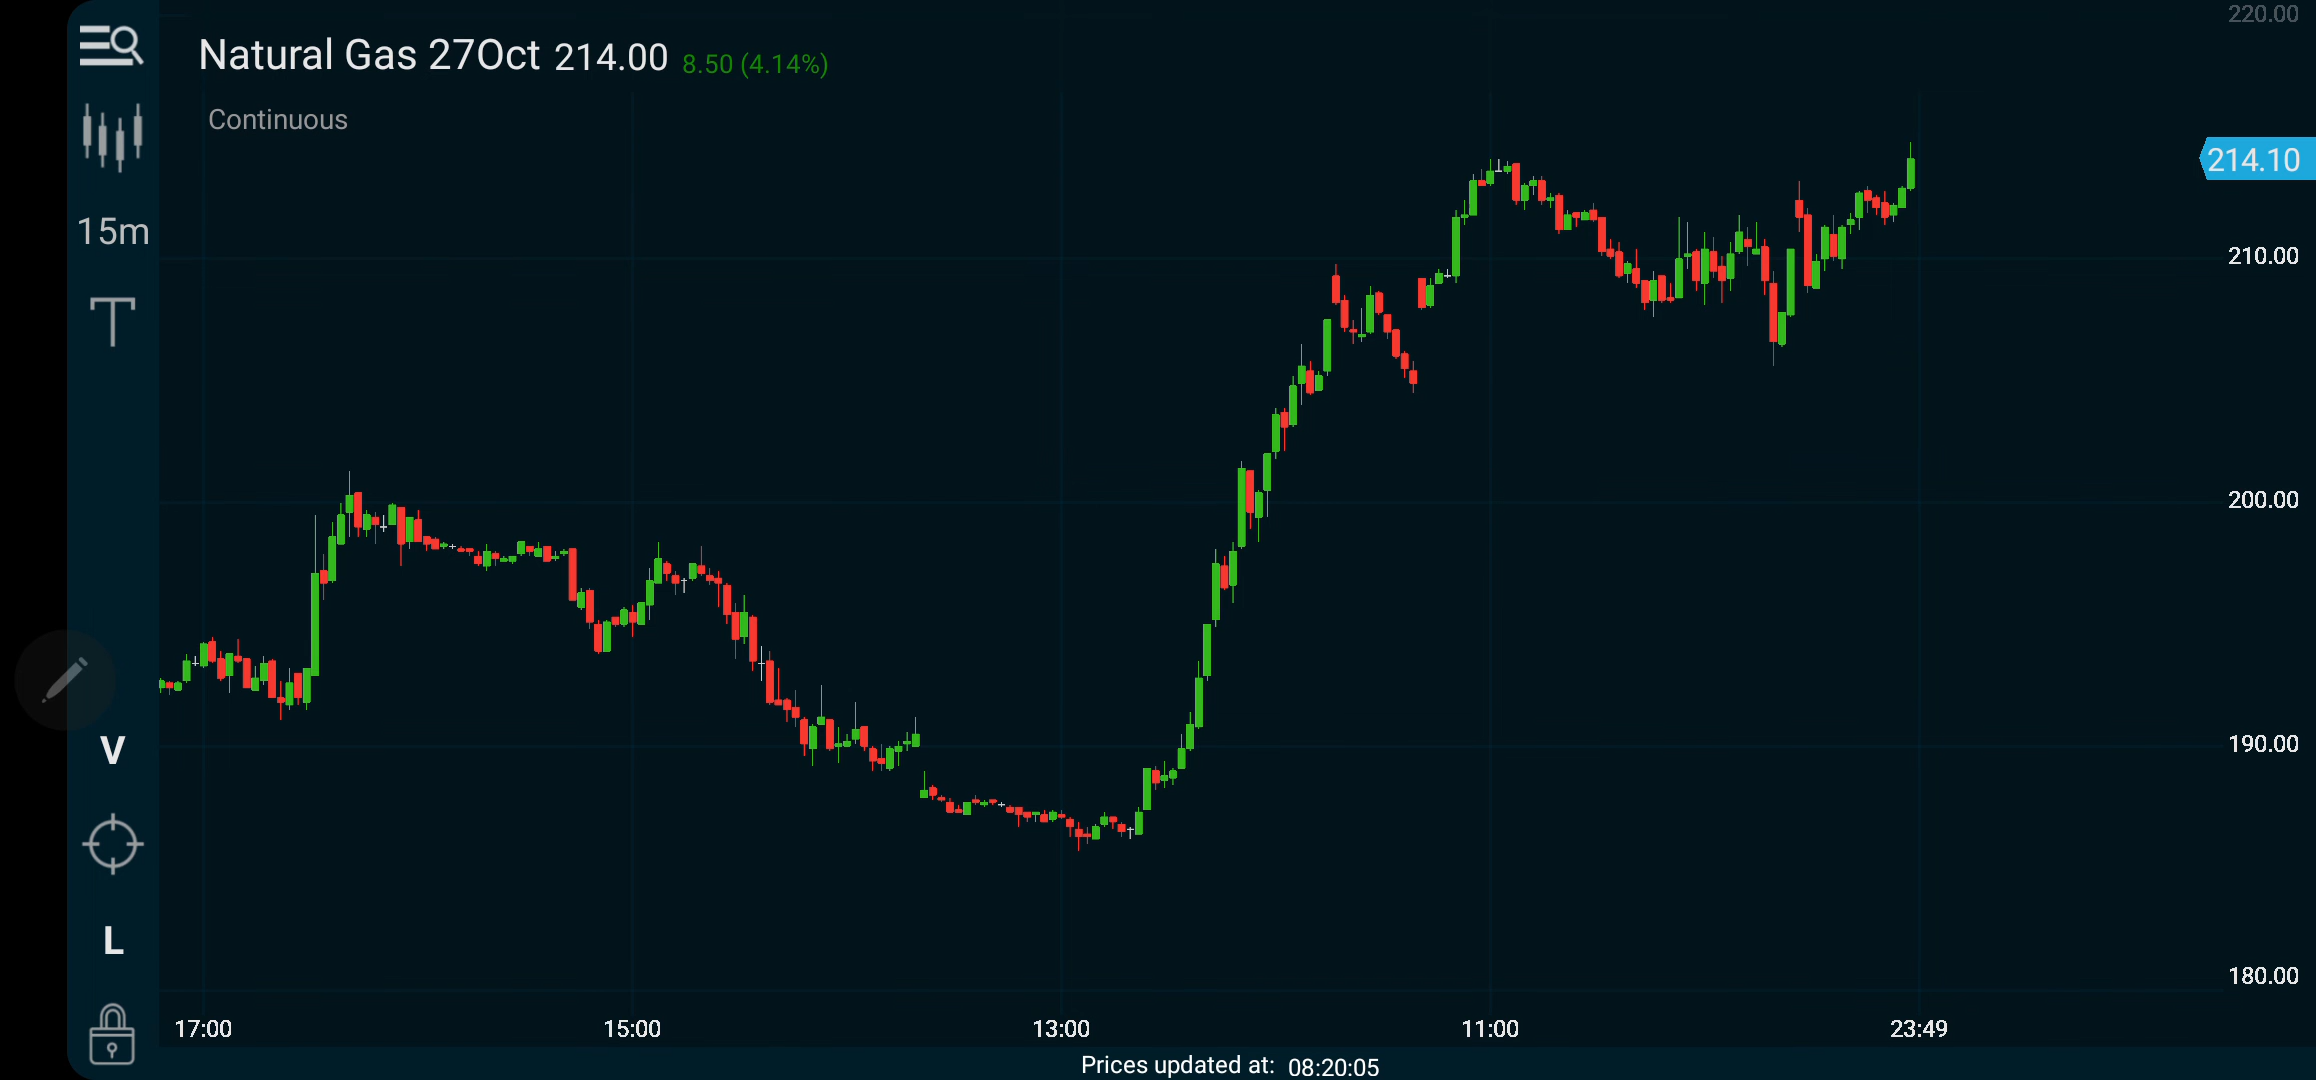 Natural Gas 27Oct 214.00 8.50 (4.14%)
Continuous
15m
T
V
L
220.00
214.10
210.00
200.00
190.00
180.00
17:00 15:00 13:00 11:00 23:49
Prices updated at: 08:20:05